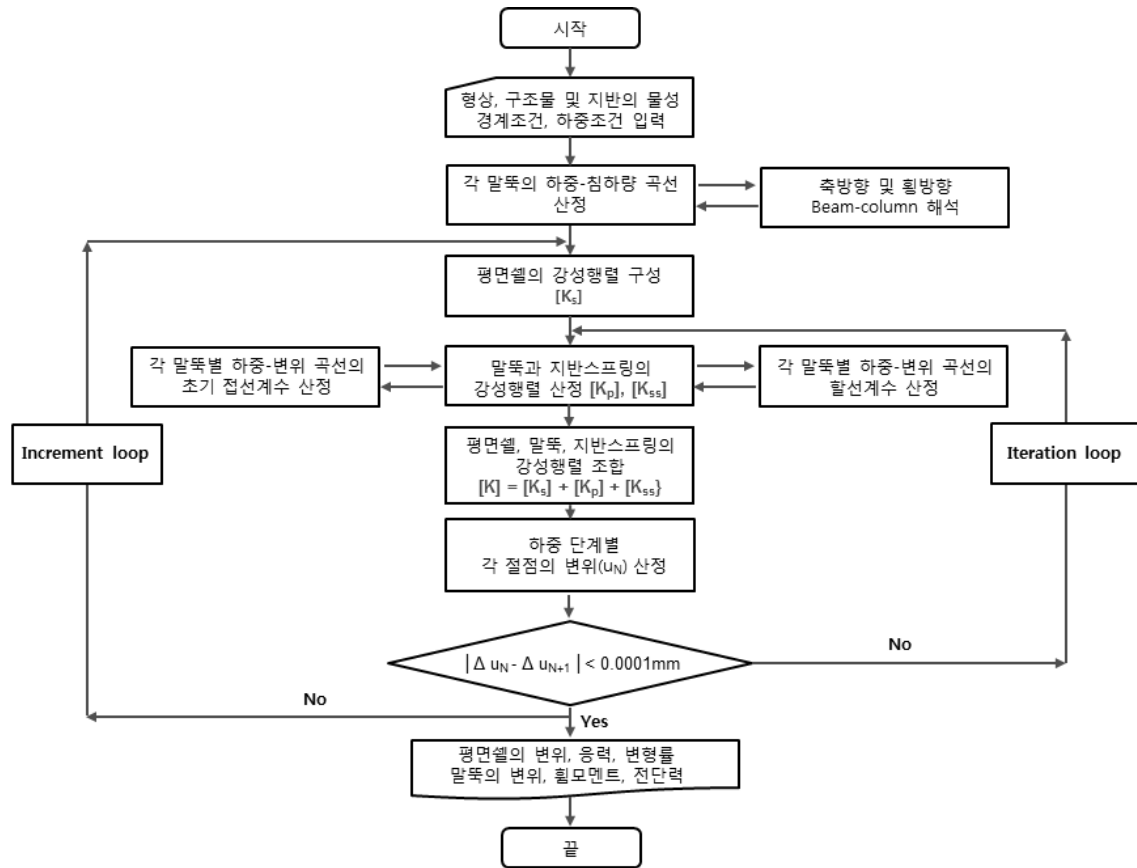 시작
형상, 구조물 및 지반의 물성
경계조건, 하중조건 입력
각 말뚝의 하중-침하량 곡선
산정
축방향 및 횡방향
Beam-column 해석
평면쉘의 강성행렬 구성
[Kₛ]
각 말뚝별 하중-변위 곡선의
초기 접선계수 산정
말뚝과 지반스프링의
강성행렬 산정 [Kₚ], [Kₛₛ]
각 말뚝별 하중-변위 곡선의
할선계수 산정
Increment loop
평면쉘, 말뚝, 지반스프링의
강성행렬 조합
[K] = [Kₛ] + [Kₚ] + [Kₛₛ}
Iteration loop
하중 단계별
각 절점의 변위(u_N) 산정
| Δ u_N - Δ u_N+1 | < 0.0001mm
No
No
Yes
평면쉘의 변위, 응력, 변형률
말뚝의 변위, 휨모멘트, 전단력
끝